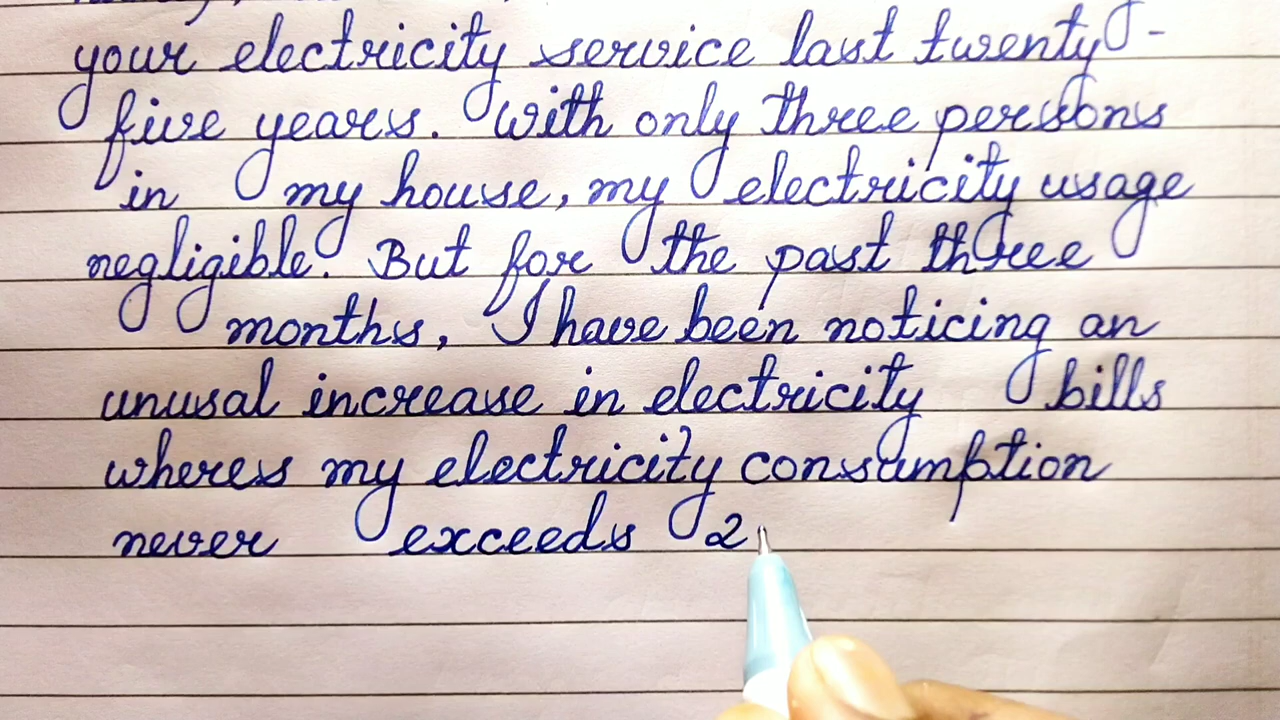 your electricity service last twenty-
five years. With only three persons
in my house, my electricity usage
negligible. But for the past three
months, I have been noticing an
unusal increase in electricity bills
wheres my electricity consumption
never exceeds 2